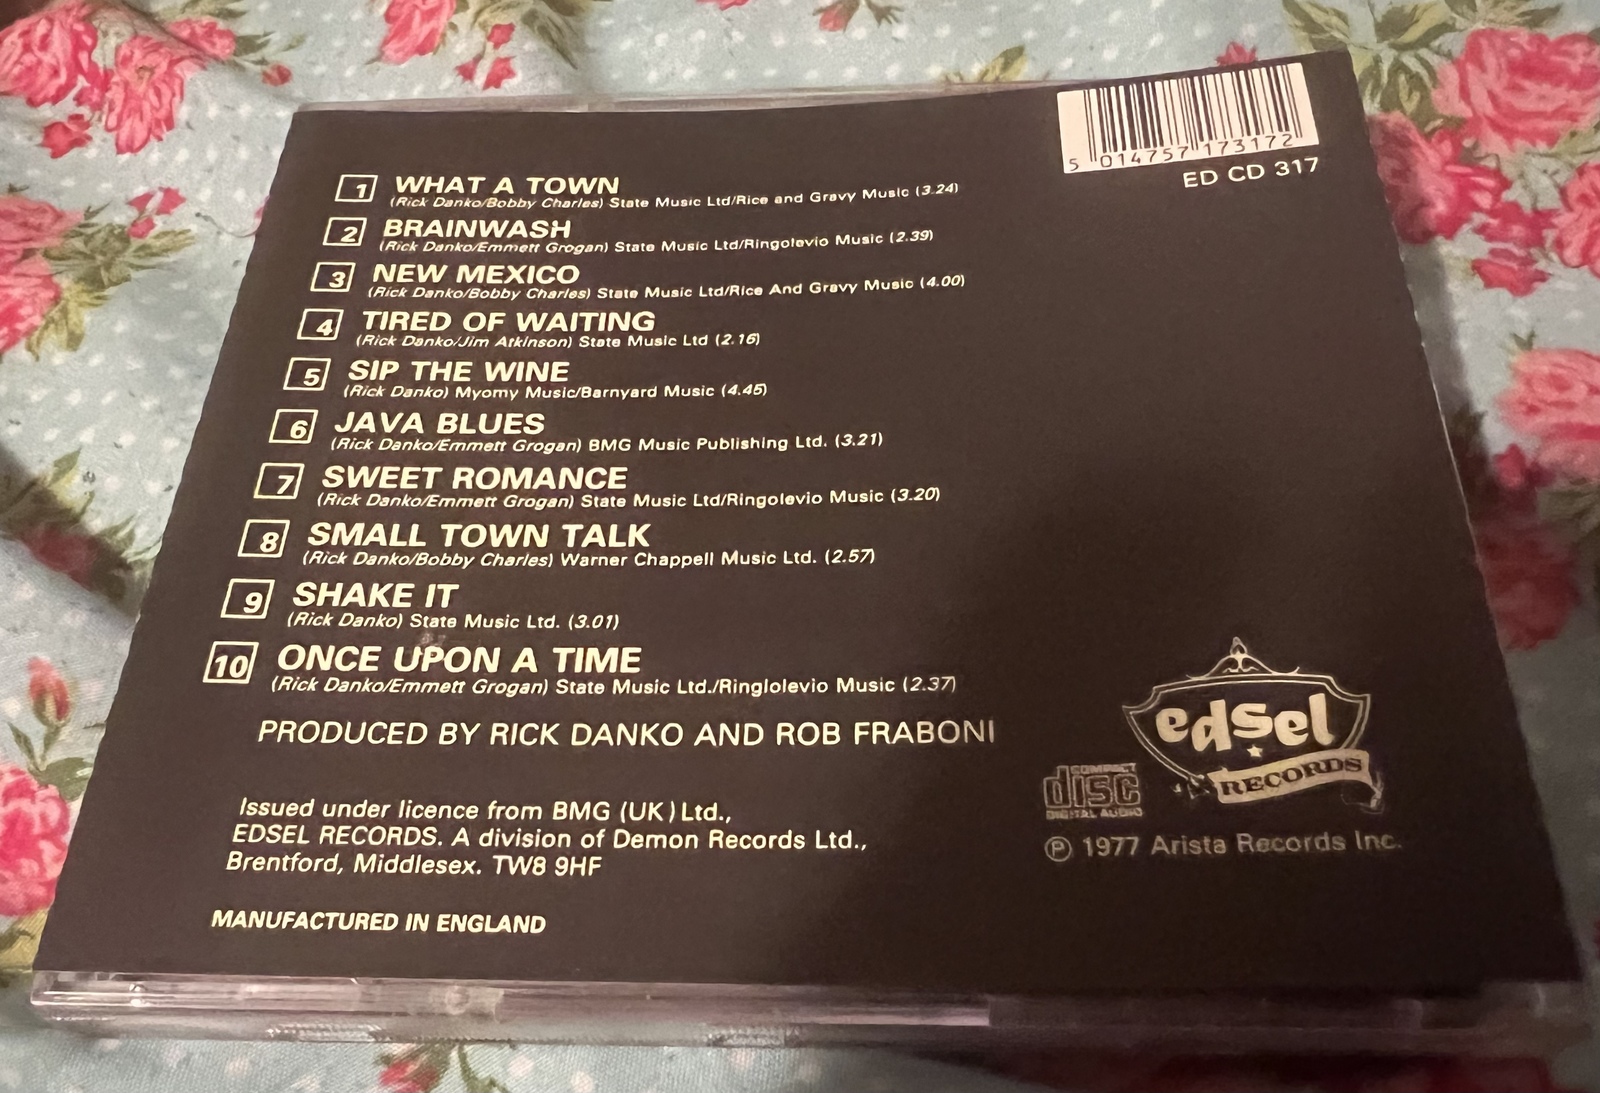 5 014757 173172
ED CD 317
1 WHAT A TOWN
(Rick Danko/Bobby Charles) State Music Ltd/Rice and Gravy Music (3.24)
2 BRAINWASH
(Rick Danko/Emmett Grogan) State Music Ltd/Ringolevio Music (2.39)
3 NEW MEXICO
(Rick Danko/Bobby Charles) State Music Ltd/Rice And Gravy Music (4.00)
4 TIRED OF WAITING
(Rick Danko/Jim Atkinson) State Music Ltd (2.16)
5 SIP THE WINE
(Rick Danko) Myomy Music/Barnyard Music (4.45)
6 JAVA BLUES
(Rick Danko/Emmett Grogan) BMG Music Publishing Ltd. (3.21)
7 SWEET ROMANCE
(Rick Danko/Emmett Grogan) State Music Ltd/Ringolevio Music (3.20)
8 SMALL TOWN TALK
(Rick Danko/Bobby Charles) Warner Chappell Music Ltd. (2.57)
9 SHAKE IT
(Rick Danko) State Music Ltd. (3.01)
10 ONCE UPON A TIME
(Rick Danko/Emmett Grogan) State Music Ltd./Ringlolevio Music (2.37)
PRODUCED BY RICK DANKO AND ROB FRABONI
Issued under licence from BMG (UK) Ltd.,
EDSEL RECORDS. A division of Demon Records Ltd.,
Brentford, Middlesex. TW8 9HF
MANUFACTURED IN ENGLAND
edsel
RECORDS
COMPACT
disc
DIGITAL AUDIO
℗ 1977 Arista Records Inc.